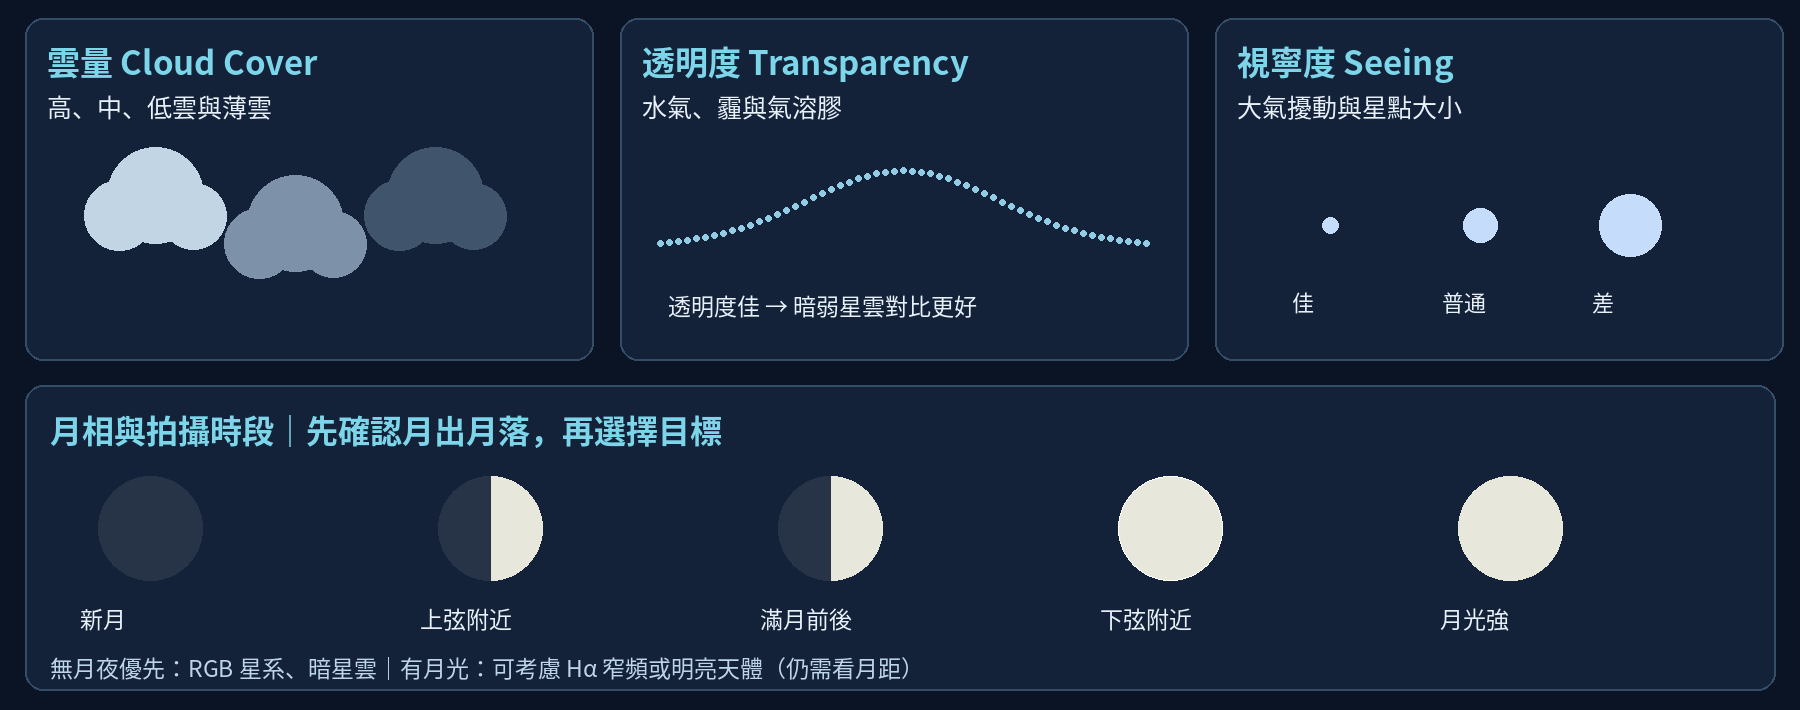 雲量 Cloud Cover
高、中、低雲與薄雲
透明度 Transparency
水氣、霾與氣溶膠
透明度佳 → 暗弱星雲對比更好
視寧度 Seeing
大氣擾動與星點大小
佳
普通
差
月相與拍攝時段｜先確認月出月落，再選擇目標
新月
上弦附近
滿月前後
下弦附近
月光強
無月夜優先：RGB 星系、暗星雲｜有月光：可考慮 Hα 窄頻或明亮天體（仍需看月距）